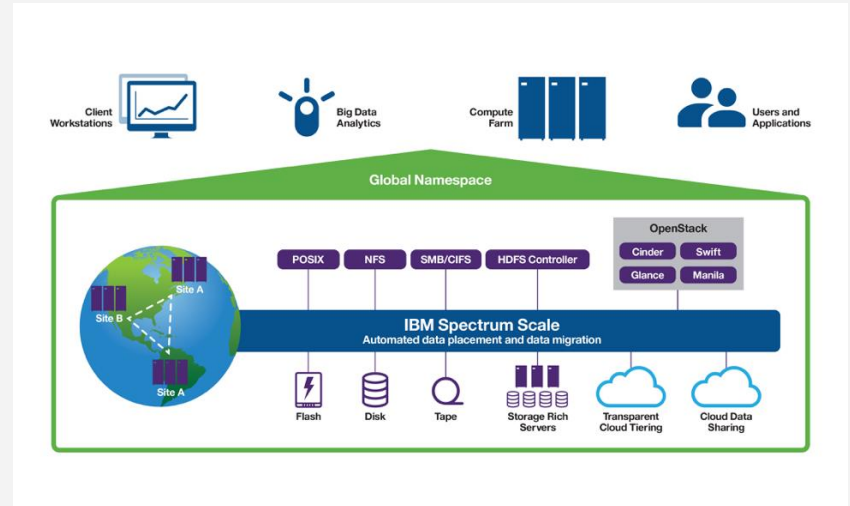 Client
Workstations
Big Data
Analytics
Compute
Farm
Users and
Applications
Global Namespace
OpenStack
POSIX
NFS
SMB/CIFS
HDFS Controller
Cinder
Swift
Glance
Manila
Site A
Site B
Site A
IBM Spectrum Scale
Automated data placement and data migration
Flash
Disk
Tape
Storage Rich
Servers
Transparent
Cloud Tiering
Cloud Data
Sharing